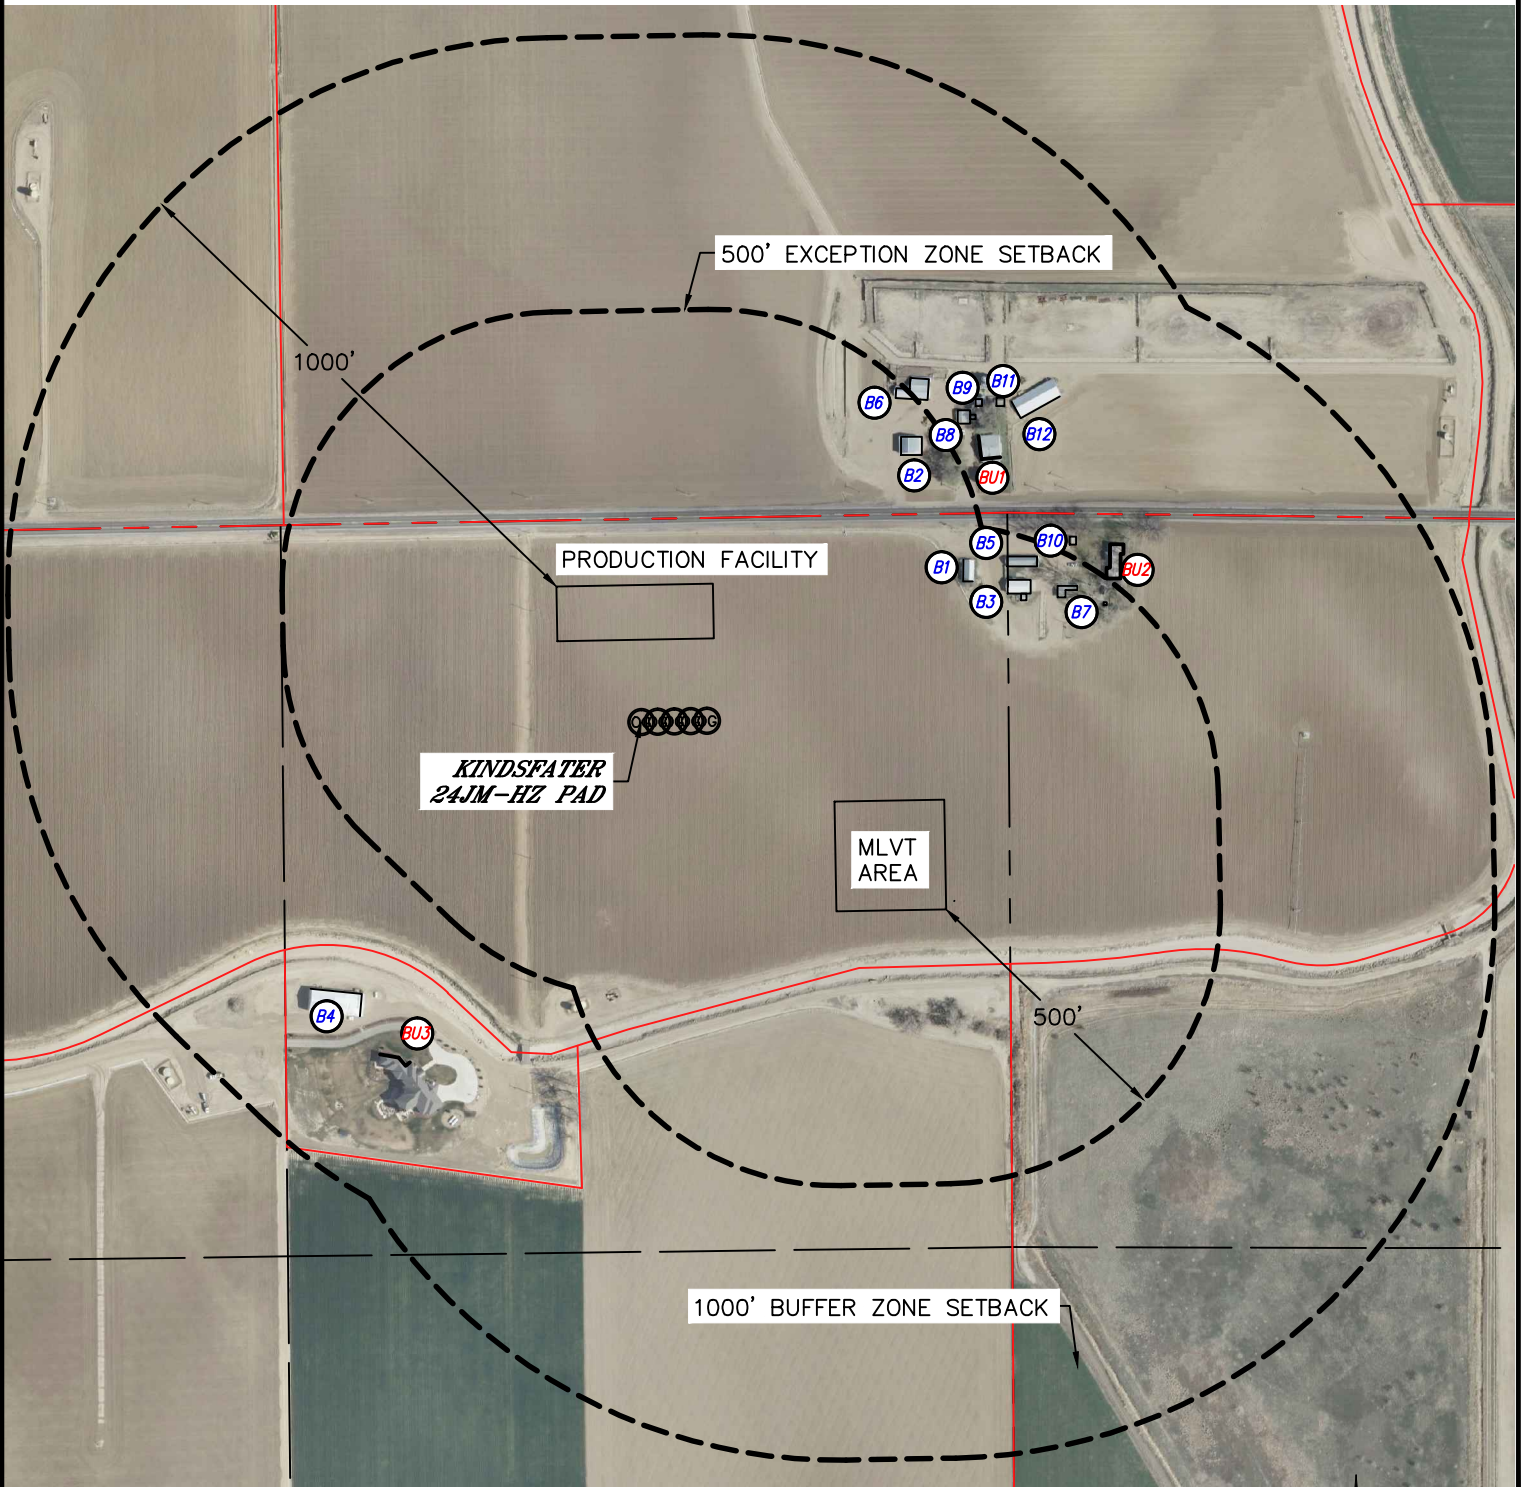 500' EXCEPTION ZONE SETBACK
1000'
B9
B11
B6
B8
B12
B2
BU1
B5
B10
PRODUCTION FACILITY
B1
BU2
B3
B7
KINDSFATER
24JM-HZ PAD
MLVT
AREA
B4
500'
BU3
1000' BUFFER ZONE SETBACK